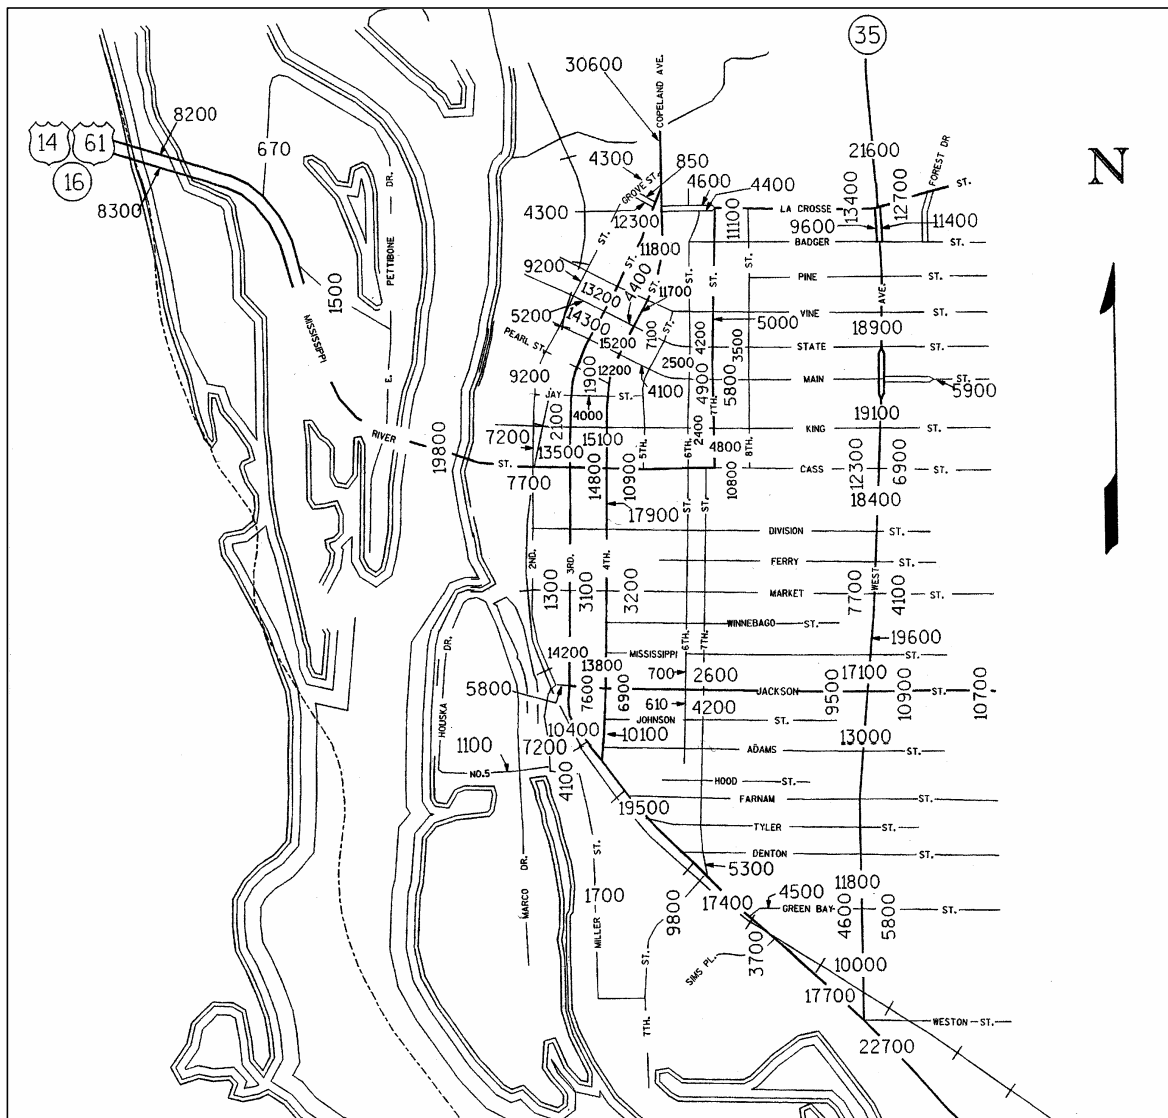 35
30600
COPELAND AVE.
14
61
16
8200
8300
670
4300
850
4600
4400
GROVE ST.
21600
FOREST DR
13400
12700
ST.
LA CROSSE
9600
11400
4300
12300
11100
11800
BADGER
ST.
PETTIBONE
DR.
E.
1500
9200
ST.
ST.
ST.
ST.
13200
4400
11700
PINE
ST.
AVE.
5200
14300
5000
VINE
ST.
18900
MISSISSIPPI
PEARL ST.
15200
7100
ST.
4200
3500
STATE
ST.
12200
2500
9200
1900
4100
4900
5800
MAIN
ST.
5900
JAY
ST.
7TH.
19100
4000
2100
RIVER
7200
15100
5TH.
6TH.
2400
8TH.
KING
ST.
19800
13500
4800
ST.
7700
14800
10900
10800
CASS
12300
6900
ST.
18400
17900
ST.
ST.
DIVISION
ST.
2ND.
3RD.
4TH.
FERRY
ST.
1300
3100
3200
MARKET
7700
WEST
4100
ST.
WINNEBAGO
ST.
HOUSKA
DR.
6TH.
7TH.
19600
14200
13800
MISSISSIPPI
ST.
700
2600
17100
5800
7600
6900
JACKSON
9500
10900
ST.
10700
610
4200
JOHNSON
ST.
10400
10100
13000
1100
7200
ADAMS
ST.
NO.5
4100
HOOD
ST.
19500
FARNAM
ST.
TYLER
ST.
DENTON
ST.
5300
MARCO
DR.
MILLER
ST.
1700
9800
17400
4500
11800
GREEN BAY
4600
5800
ST.
7TH.
ST.
SIMS PL.
3700
10000
17700
WESTON ST.
22700
N